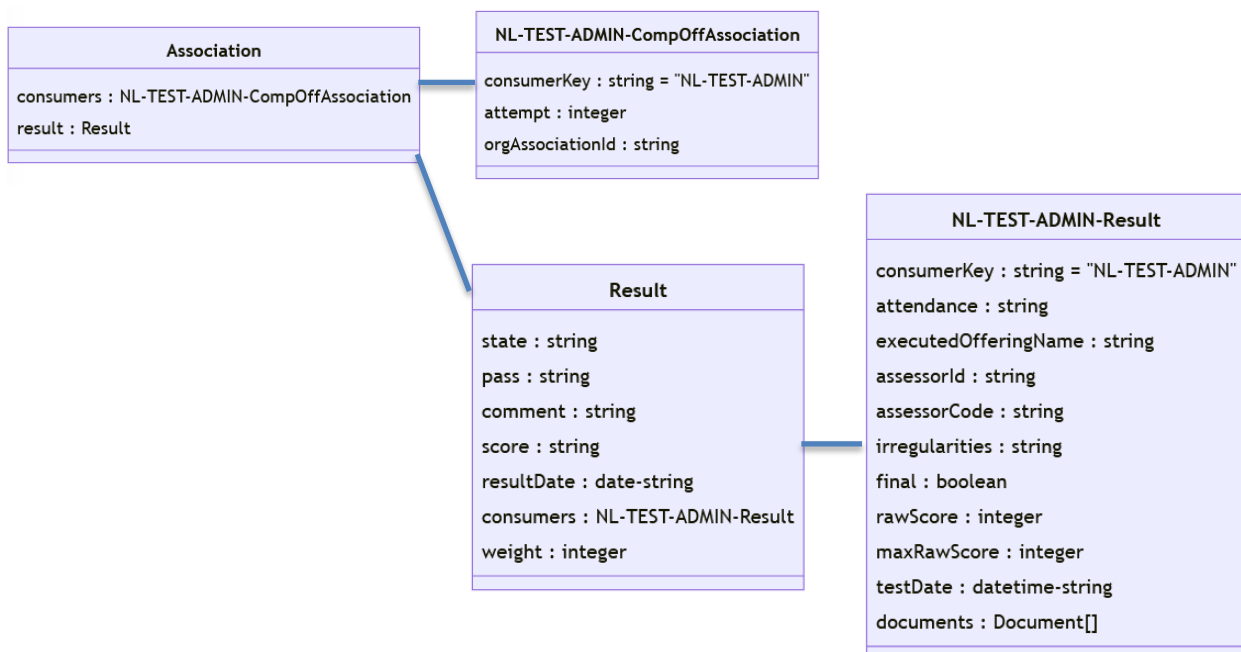 Association
consumers : NL-TEST-ADMIN-CompOffAssociation
result : Result
NL-TEST-ADMIN-CompOffAssociation
consumerKey : string = "NL-TEST-ADMIN"
attempt : integer
orgAssociationId : string
Result
state : string
pass : string
comment : string
score : string
resultDate : date-string
consumers : NL-TEST-ADMIN-Result
weight : integer
NL-TEST-ADMIN-Result
consumerKey : string = "NL-TEST-ADMIN"
attendance : string
executedOfferingName : string
assessorId : string
assessorCode : string
irregularities : string
final : boolean
rawScore : integer
maxRawScore : integer
testDate : datetime-string
documents : Document[]